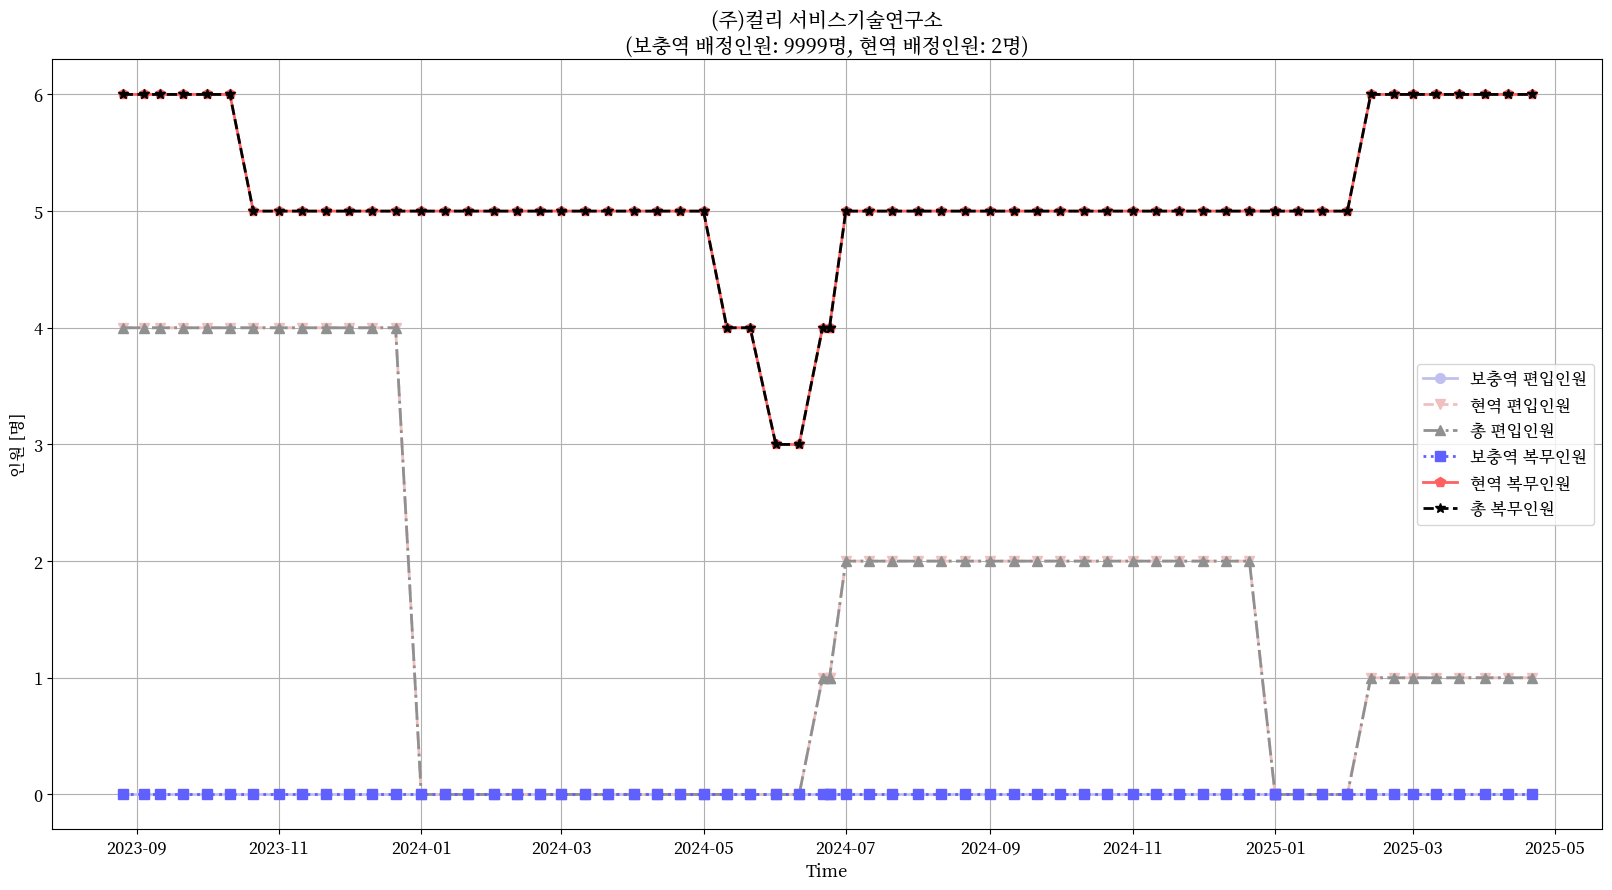 (주)컬리 서비스기술연구소
(보충역 배정인원: 9999명, 현역 배정인원: 2명)
6
5
4
3
2
1
0
인원 [명]
보충역 편입인원
현역 편입인원
총 편입인원
보충역 복무인원
현역 복무인원
총 복무인원
2023-09 2023-11 2024-01 2024-03 2024-05 2024-07 2024-09 2024-11 2025-01 2025-03 2025-05
Time